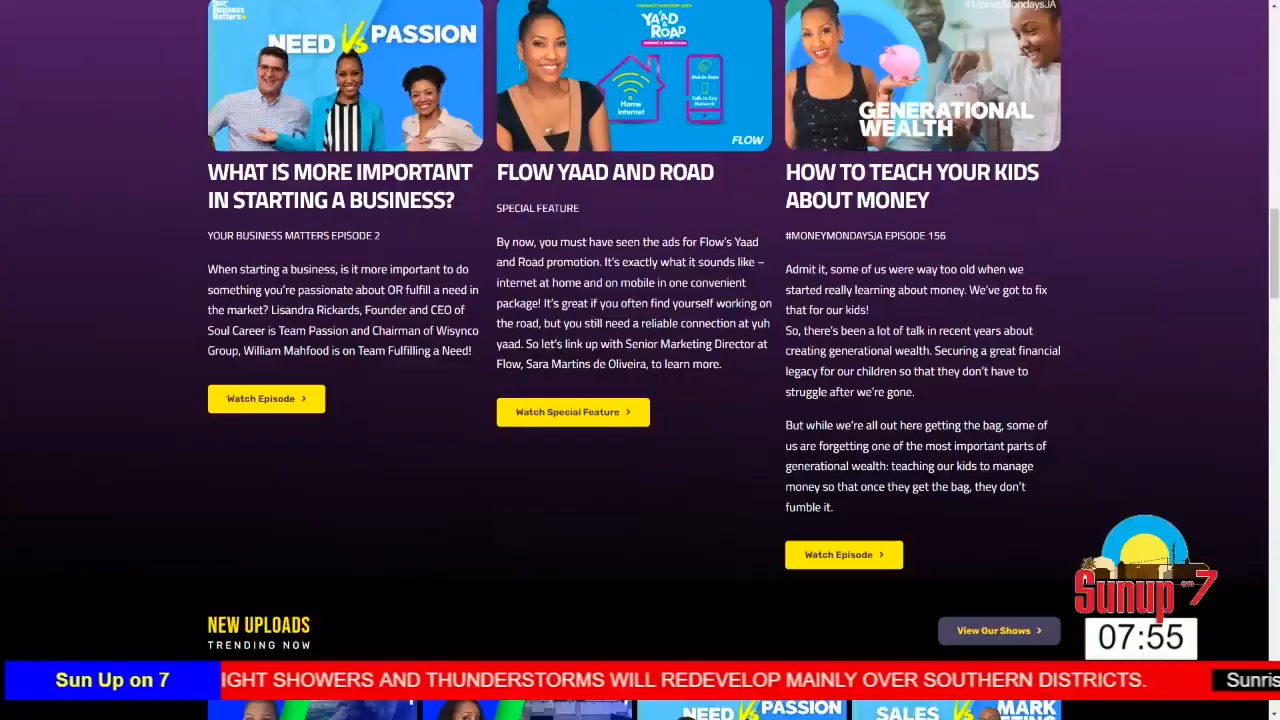 Your
Business
Matters
NEED Vs PASSION
YAAD
&
ROAD
Home
Internet
Mobile Data
Calls to Any
Network
FLOW
#MoneyMondaysJA
GENERATIONAL
WEALTH
WHAT IS MORE IMPORTANT
IN STARTING A BUSINESS?
YOUR BUSINESS MATTERS EPISODE 2
When starting a business, is it more important to do
something you're passionate about OR fulfill a need in
the market? Lisandra Rickards, Founder and CEO of
Soul Career is Team Passion and Chairman of Wisynco
Group, William Mahfood is on Team Fulfilling a Need!
Watch Episode
FLOW YAAD AND ROAD
SPECIAL FEATURE
By now, you must have seen the ads for Flow's Yaad
and Road promotion. It's exactly what it sounds like –
internet at home and on mobile in one convenient
package! It's great if you often find yourself working on
the road, but you still need a reliable connection at yuh
yaad. So let's link up with Senior Marketing Director at
Flow, Sara Martins de Oliveira, to learn more.
Watch Special Feature
HOW TO TEACH YOUR KIDS
ABOUT MONEY
#MONEYMONDAYSJA EPISODE 156
Admit it, some of us were way too old when we
started really learning about money. We've got to fix
that for our kids!
So, there's been a lot of talk in recent years about
creating generational wealth. Securing a great financial
legacy for our children so that they don't have to
struggle after we're gone.
But while we're all out here getting the bag, some of
us are forgetting one of the most important parts of
generational wealth: teaching our kids to manage
money so that once they get the bag, they don't
fumble it.
Watch Episode
NEW UPLOADS
TRENDING NOW
View Our Shows
Sunup on 7
07:55
Sun Up on 7
IGHT SHOWERS AND THUNDERSTORMS WILL REDEVELOP MAINLY OVER SOUTHERN DISTRICTS.
Sunris
NEED Vs PASSION
SALES Vs MARK